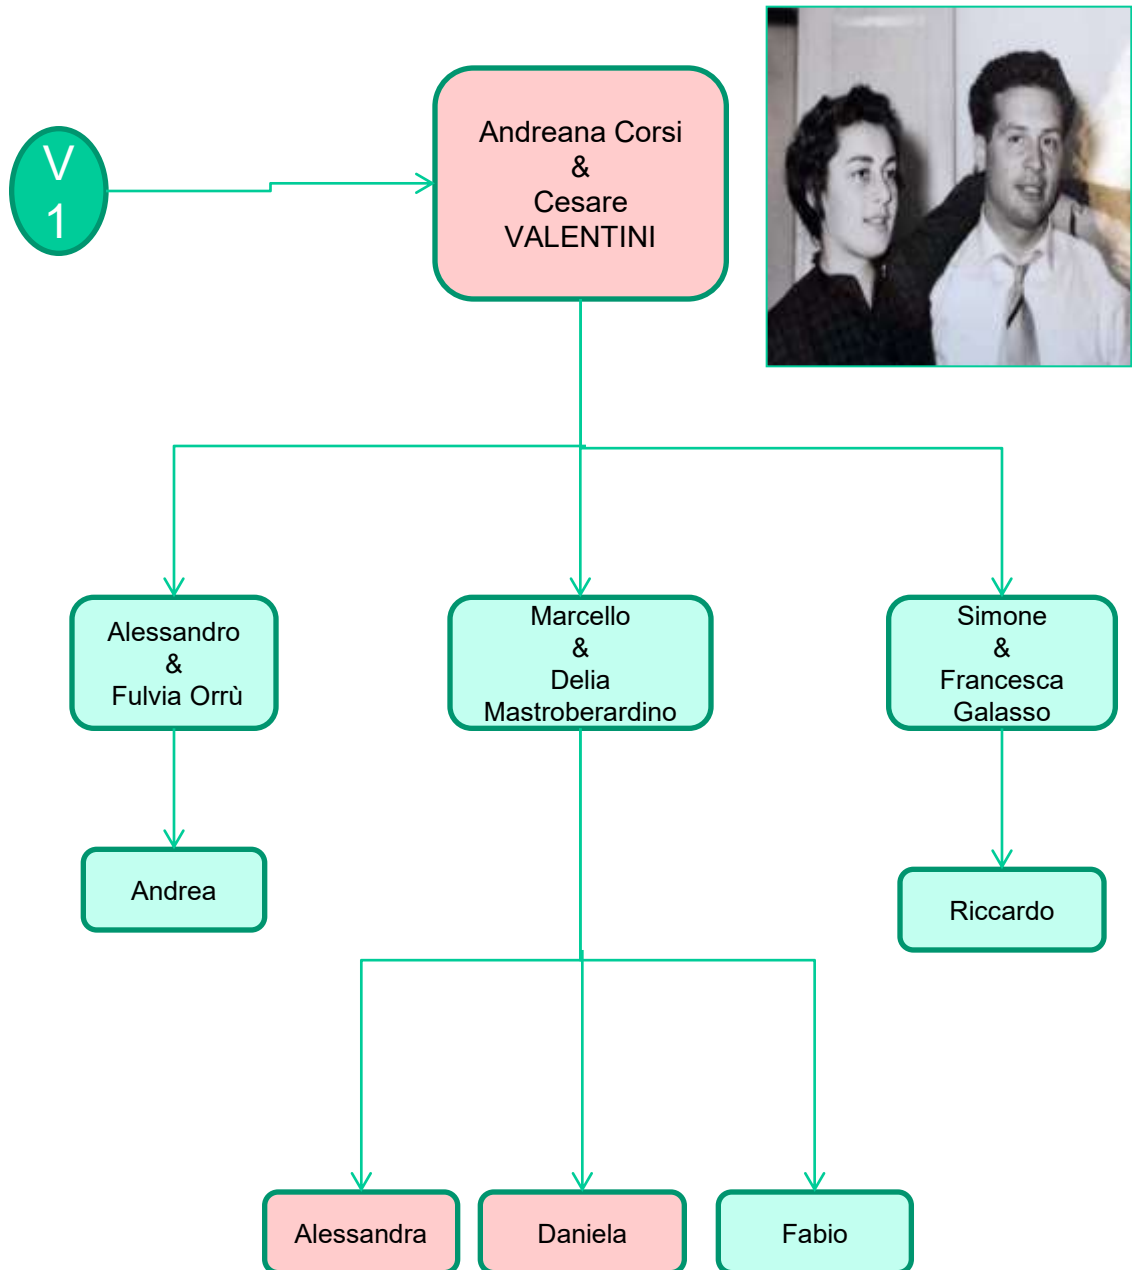 V
1
Andreana Corsi
&
Cesare
VALENTINI
Alessandro
&
Fulvia Orrù
Marcello
&
Delia
Mastroberardino
Simone
&
Francesca
Galasso
Andrea
Riccardo
Alessandra
Daniela
Fabio